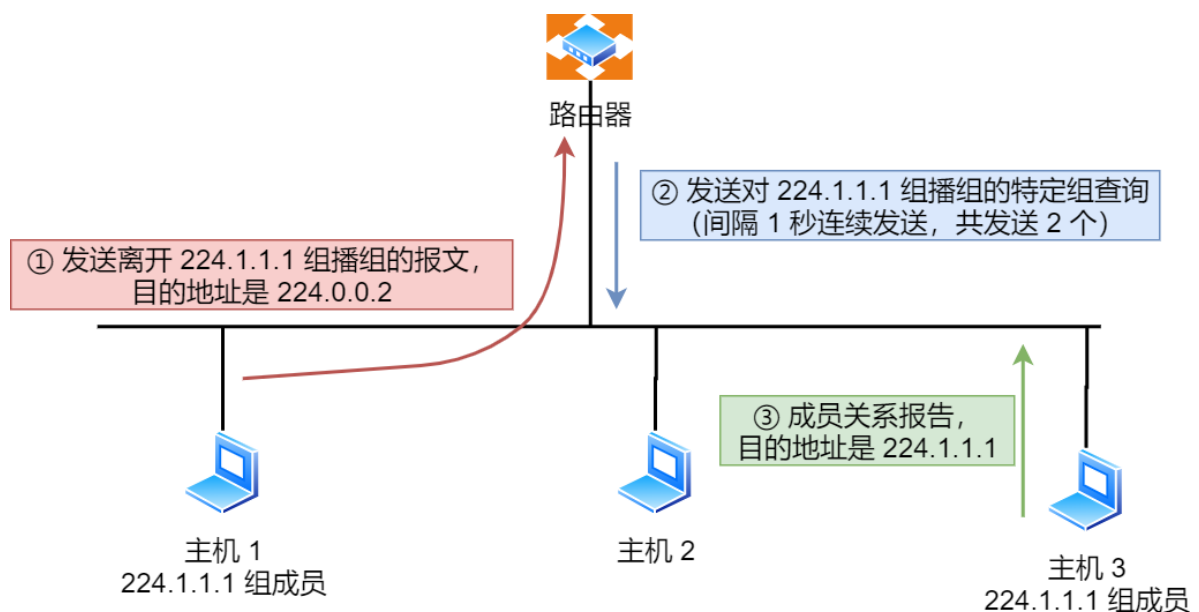 路由器
② 发送对 224.1.1.1 组播组的特定组查询
（间隔 1 秒连续发送，共发送 2 个）
① 发送离开 224.1.1.1 组播组的报文，
目的地址是 224.0.0.2
③ 成员关系报告，
目的地址是 224.1.1.1
主机 1
224.1.1.1 组成员
主机 2
主机 3
224.1.1.1 组成员